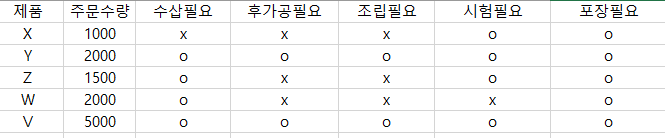 제품 주문수량 수삽필요 후가공필요 조립필요 시험필요 포장필요
X 1000 x x x o o
Y 2000 o o o o o
Z 1500 o x x o o
W 2000 o x x x o
V 5000 o o o o o